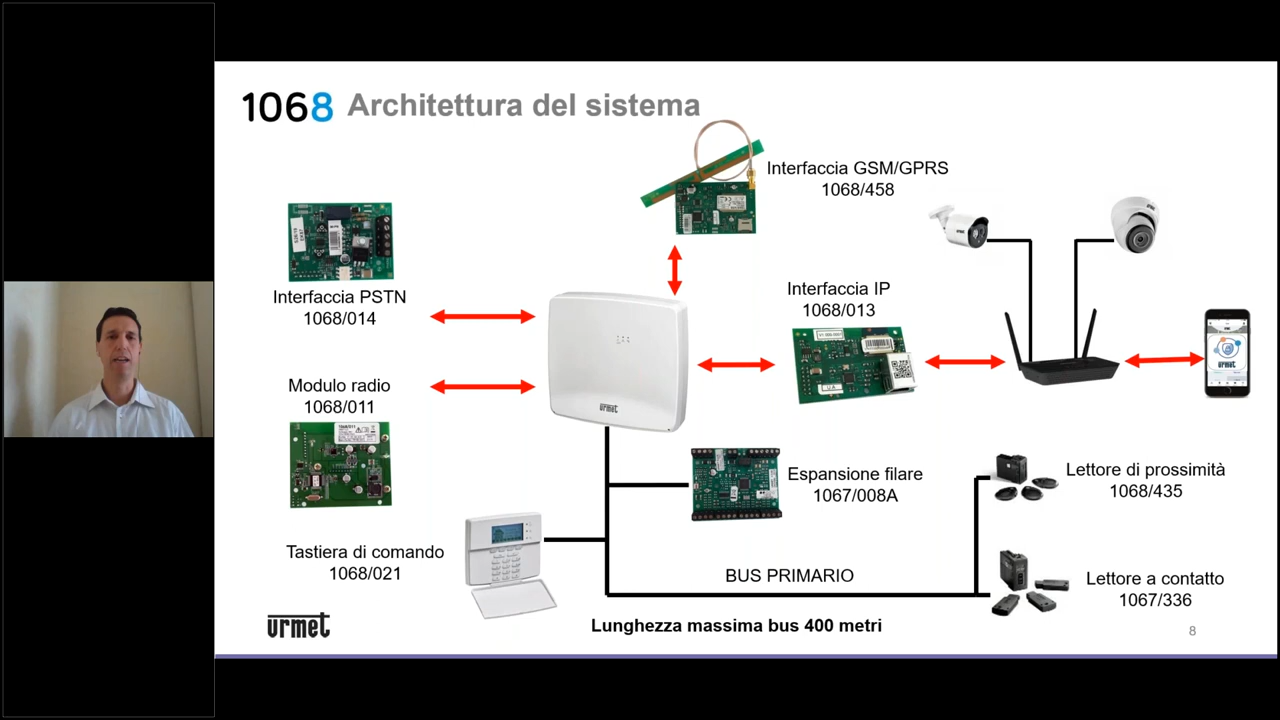 1068 Architettura del sistema
Interfaccia GSM/GPRS
1068/458
Interfaccia PSTN
1068/014
Interfaccia IP
1068/013
Modulo radio
1068/011
urmet
urmet
Espansione filare
1067/008A
Lettore di prossimità
1068/435
Tastiera di comando
1068/021
BUS PRIMARIO
Lettore a contatto
1067/336
urmet
Lunghezza massima bus 400 metri
8